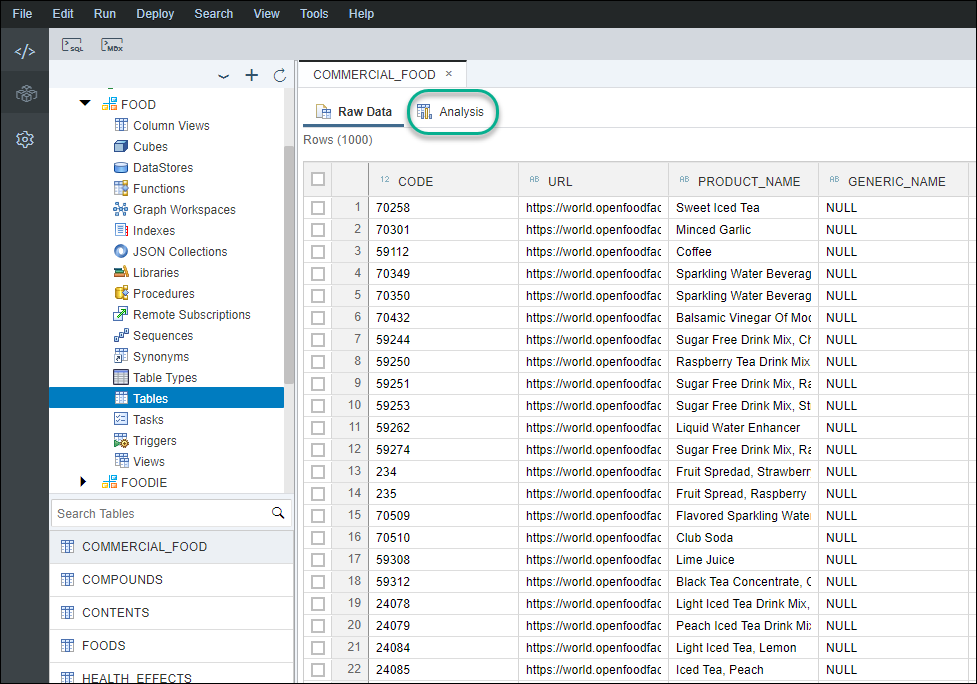 File Edit Run Deploy Search View Tools Help
SQL MDX
COMMERCIAL_FOOD ×
FOOD
Column Views
Cubes
DataStores
Functions
Graph Workspaces
Indexes
JSON Collections
Libraries
Procedures
Remote Subscriptions
Sequences
Synonyms
Table Types
Tables
Tasks
Triggers
Views
FOODIE
Search Tables
COMMERCIAL_FOOD
COMPOUNDS
CONTENTS
FOODS
HEALTH_EFFECTS
Raw Data Analysis
Rows (1000)
12 CODE AB URL AB PRODUCT_NAME AB GENERIC_NAME
1 70258 https://world.openfoodfac Sweet Iced Tea NULL
2 70301 https://world.openfoodfac Minced Garlic NULL
3 59112 https://world.openfoodfac Coffee NULL
4 70349 https://world.openfoodfac Sparkling Water Beverag NULL
5 70350 https://world.openfoodfac Sparkling Water Beverag NULL
6 70432 https://world.openfoodfac Balsamic Vinegar Of Mod NULL
7 59244 https://world.openfoodfac Sugar Free Drink Mix, Ch NULL
8 59250 https://world.openfoodfac Raspberry Tea Drink Mix NULL
9 59251 https://world.openfoodfac Sugar Free Drink Mix, Ra NULL
10 59253 https://world.openfoodfac Sugar Free Drink Mix, St NULL
11 59262 https://world.openfoodfac Liquid Water Enhancer NULL
12 59274 https://world.openfoodfac Sugar Free Drink Mix, Ra NULL
13 234 https://world.openfoodfac Fruit Spredad, Strawberr NULL
14 235 https://world.openfoodfac Fruit Spread, Raspberry NULL
15 70509 https://world.openfoodfac Flavored Sparkling Wate NULL
16 70510 https://world.openfoodfac Club Soda NULL
17 59308 https://world.openfoodfac Lime Juice NULL
18 59312 https://world.openfoodfac Black Tea Concentrate, C NULL
19 24078 https://world.openfoodfac Light Iced Tea Drink Mix, NULL
20 24079 https://world.openfoodfac Peach Iced Tea Drink Mi NULL
21 24084 https://world.openfoodfac Light Iced Tea, Lemon NULL
22 24085 https://world.openfoodfac Iced Tea, Peach NULL